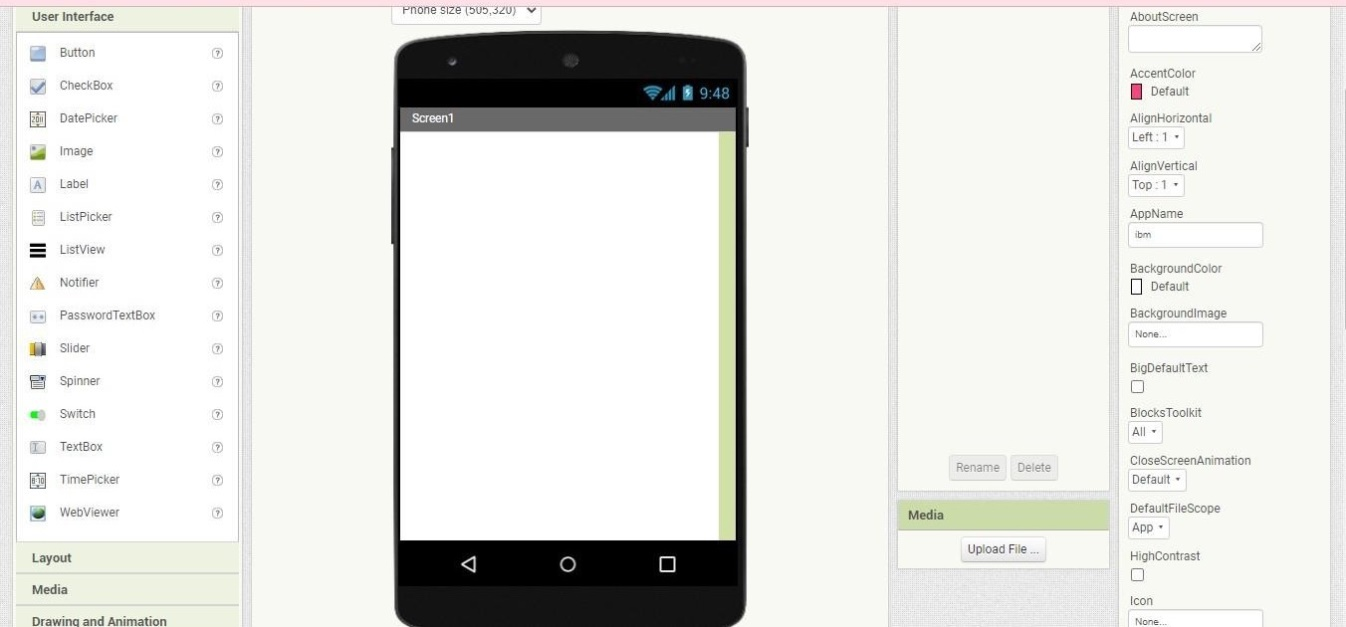 User Interface
Button
CheckBox
DatePicker
Image
Label
ListPicker
ListView
Notifier
PasswordTextBox
Slider
Spinner
Switch
TextBox
TimePicker
WebViewer
Layout
Media
Drawing and Animation
Phone size (505,320)
9:48
Screen1
Rename Delete
Media
Upload File ...
AboutScreen
AccentColor
Default
AlignHorizontal
Left : 1
AlignVertical
Top : 1
AppName
ibm
BackgroundColor
Default
BackgroundImage
None...
BigDefaultText
BlocksToolkit
All
CloseScreenAnimation
Default
DefaultFileScope
App
HighContrast
Icon
None...